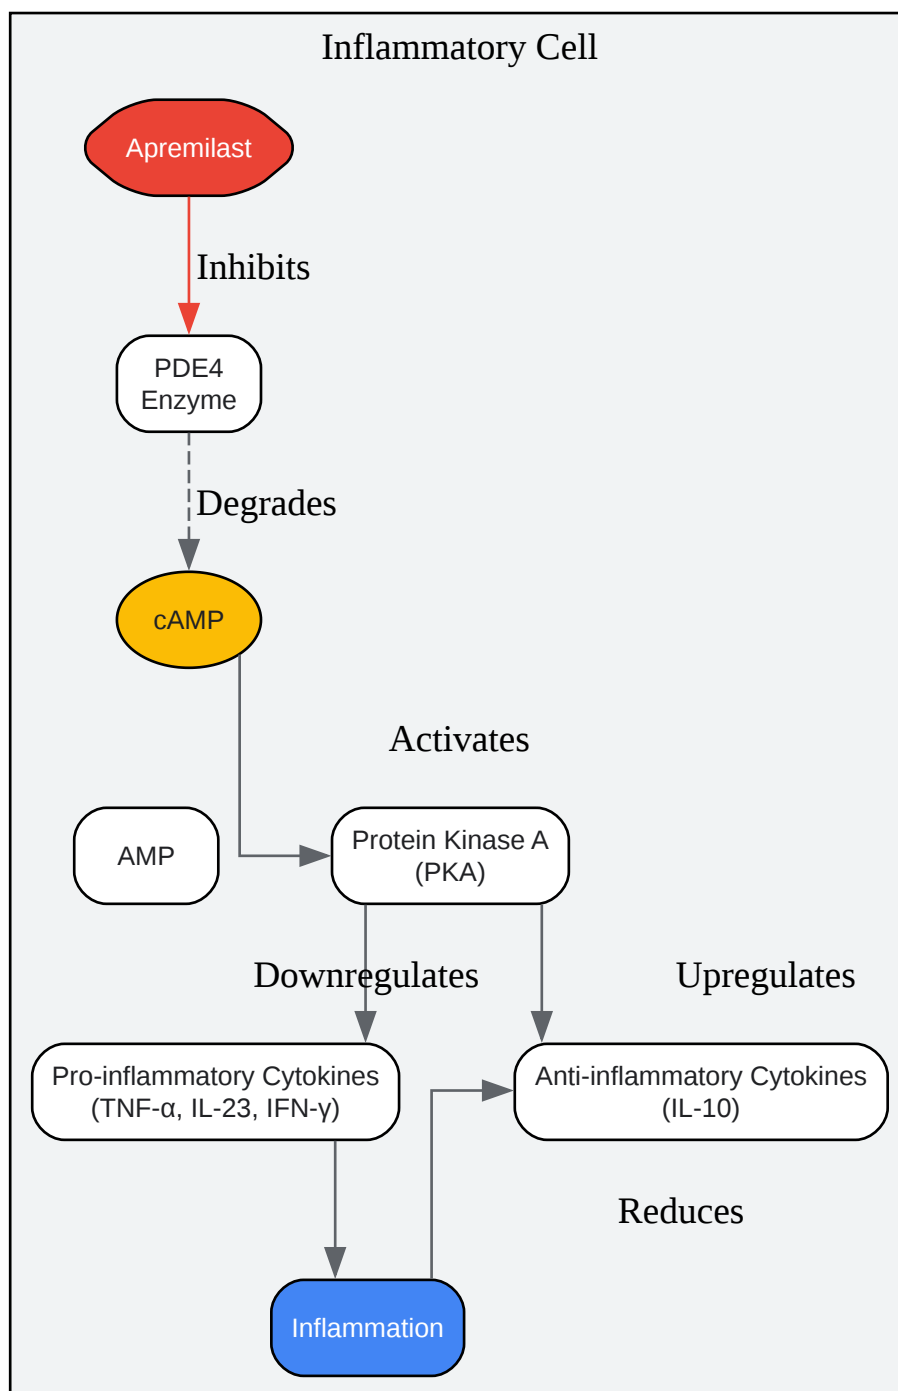 Inflammatory Cell
Apremilast
Inhibits
PDE4
Enzyme
Degrades
cAMP
Activates
AMP
Protein Kinase A
(PKA)
Downregulates
Upregulates
Pro-inflammatory Cytokines
(TNF-α, IL-23, IFN-γ)
Anti-inflammatory Cytokines
(IL-10)
Reduces
Inflammation